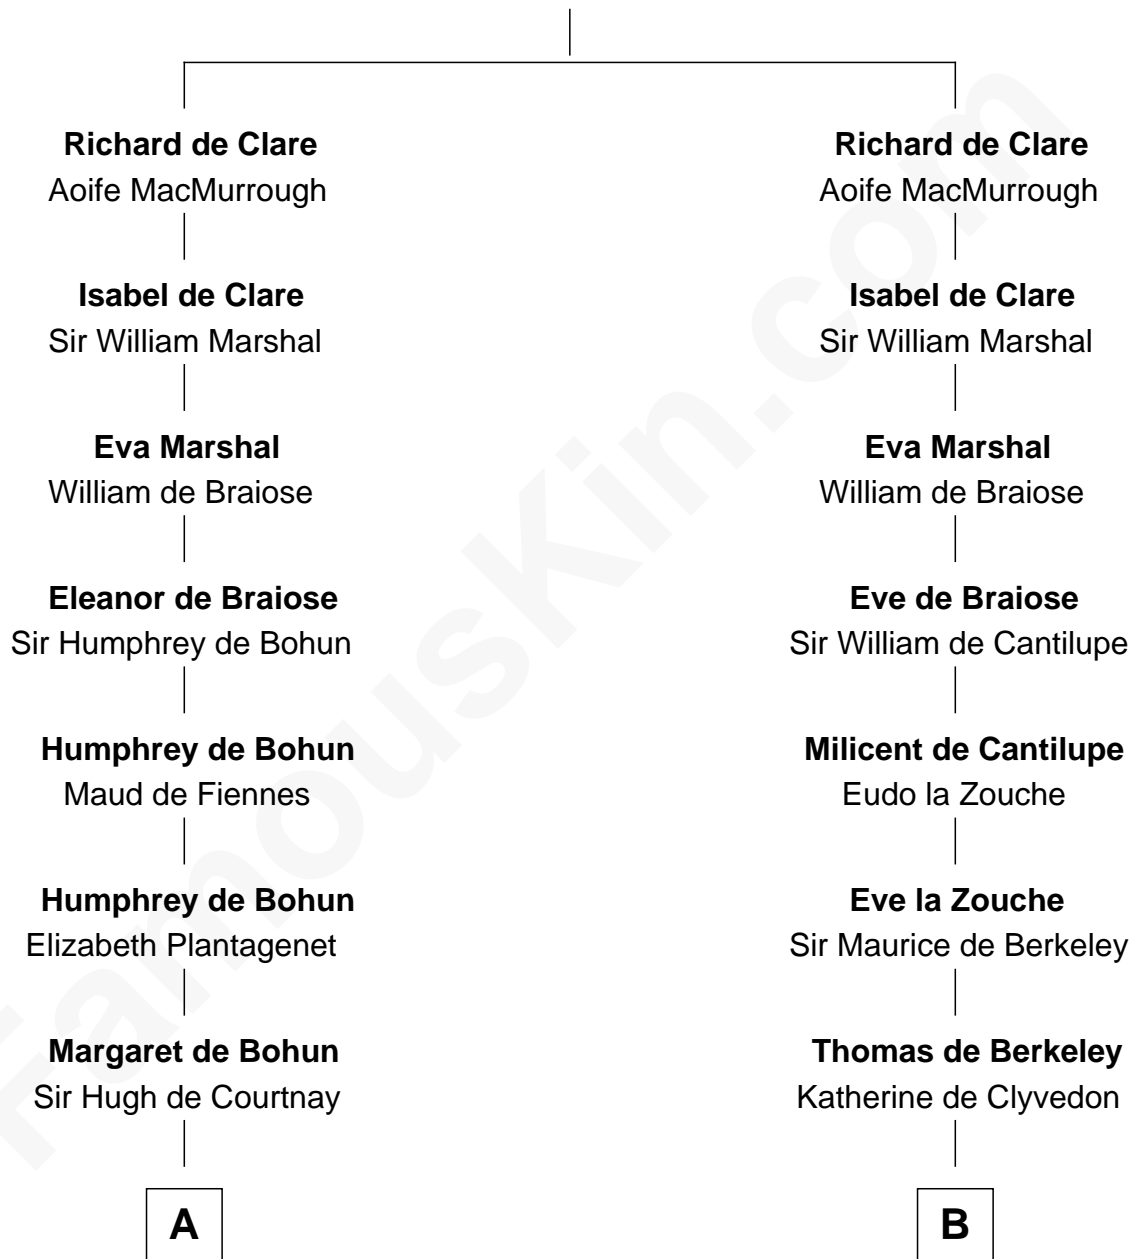 Richard de Clare
Aoife MacMurrough
Isabel de Clare
Sir William Marshal
Eva Marshal
William de Braiose
Eleanor de Braiose
Sir Humphrey de Bohun
Humphrey de Bohun
Maud de Fiennes
Humphrey de Bohun
Elizabeth Plantagenet
Margaret de Bohun
Sir Hugh de Courtnay
A
Richard de Clare
Aoife MacMurrough
Isabel de Clare
Sir William Marshal
Eva Marshal
William de Braiose
Eve de Braiose
Sir William de Cantilupe
Milicent de Cantilupe
Eudo la Zouche
Eve la Zouche
Sir Maurice de Berkeley
Thomas de Berkeley
Katherine de Clyvedon
B
FamousKin.com